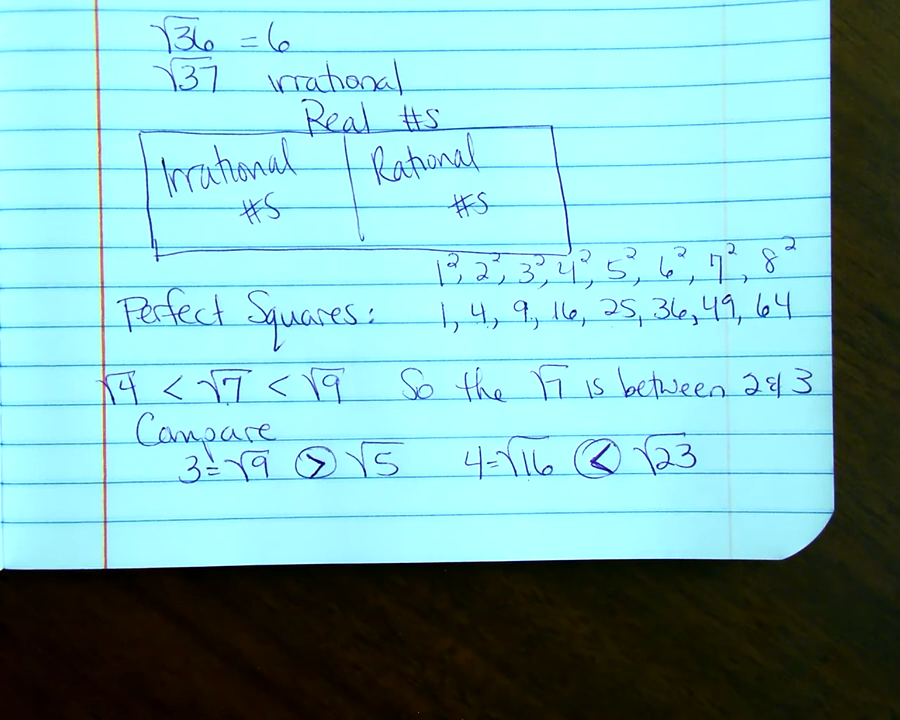 √36 = 6
√37 irrational
Real #s
Irrational Rational
#s #s
1², 2², 3², 4², 5², 6², 7², 8²
Perfect Squares: 1, 4, 9, 16, 25, 36, 49, 64
√4 < √7 < √9 So the √7 is between 2 & 3
Compare
3=√9 > √5 4=√16 < √23